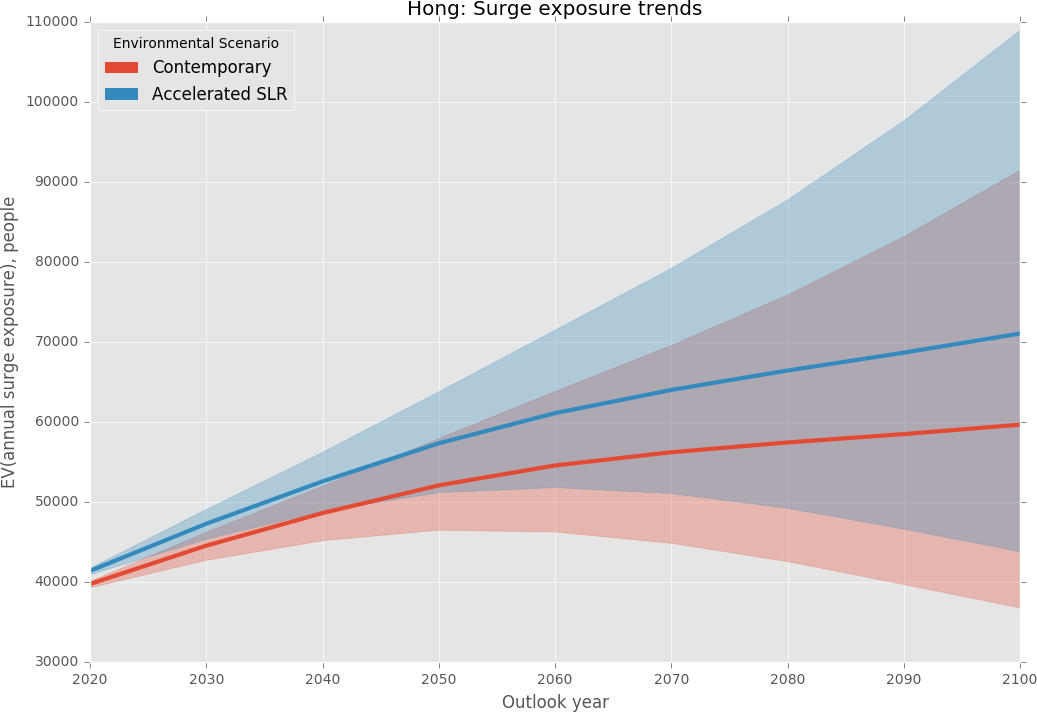 Hong: Surge exposure trends
110000
100000
90000
80000
70000
60000
50000
40000
30000
EV(annual surge exposure), people
Environmental Scenario
Contemporary
Accelerated SLR
2020 2030 2040 2050 2060 2070 2080 2090 2100
Outlook year